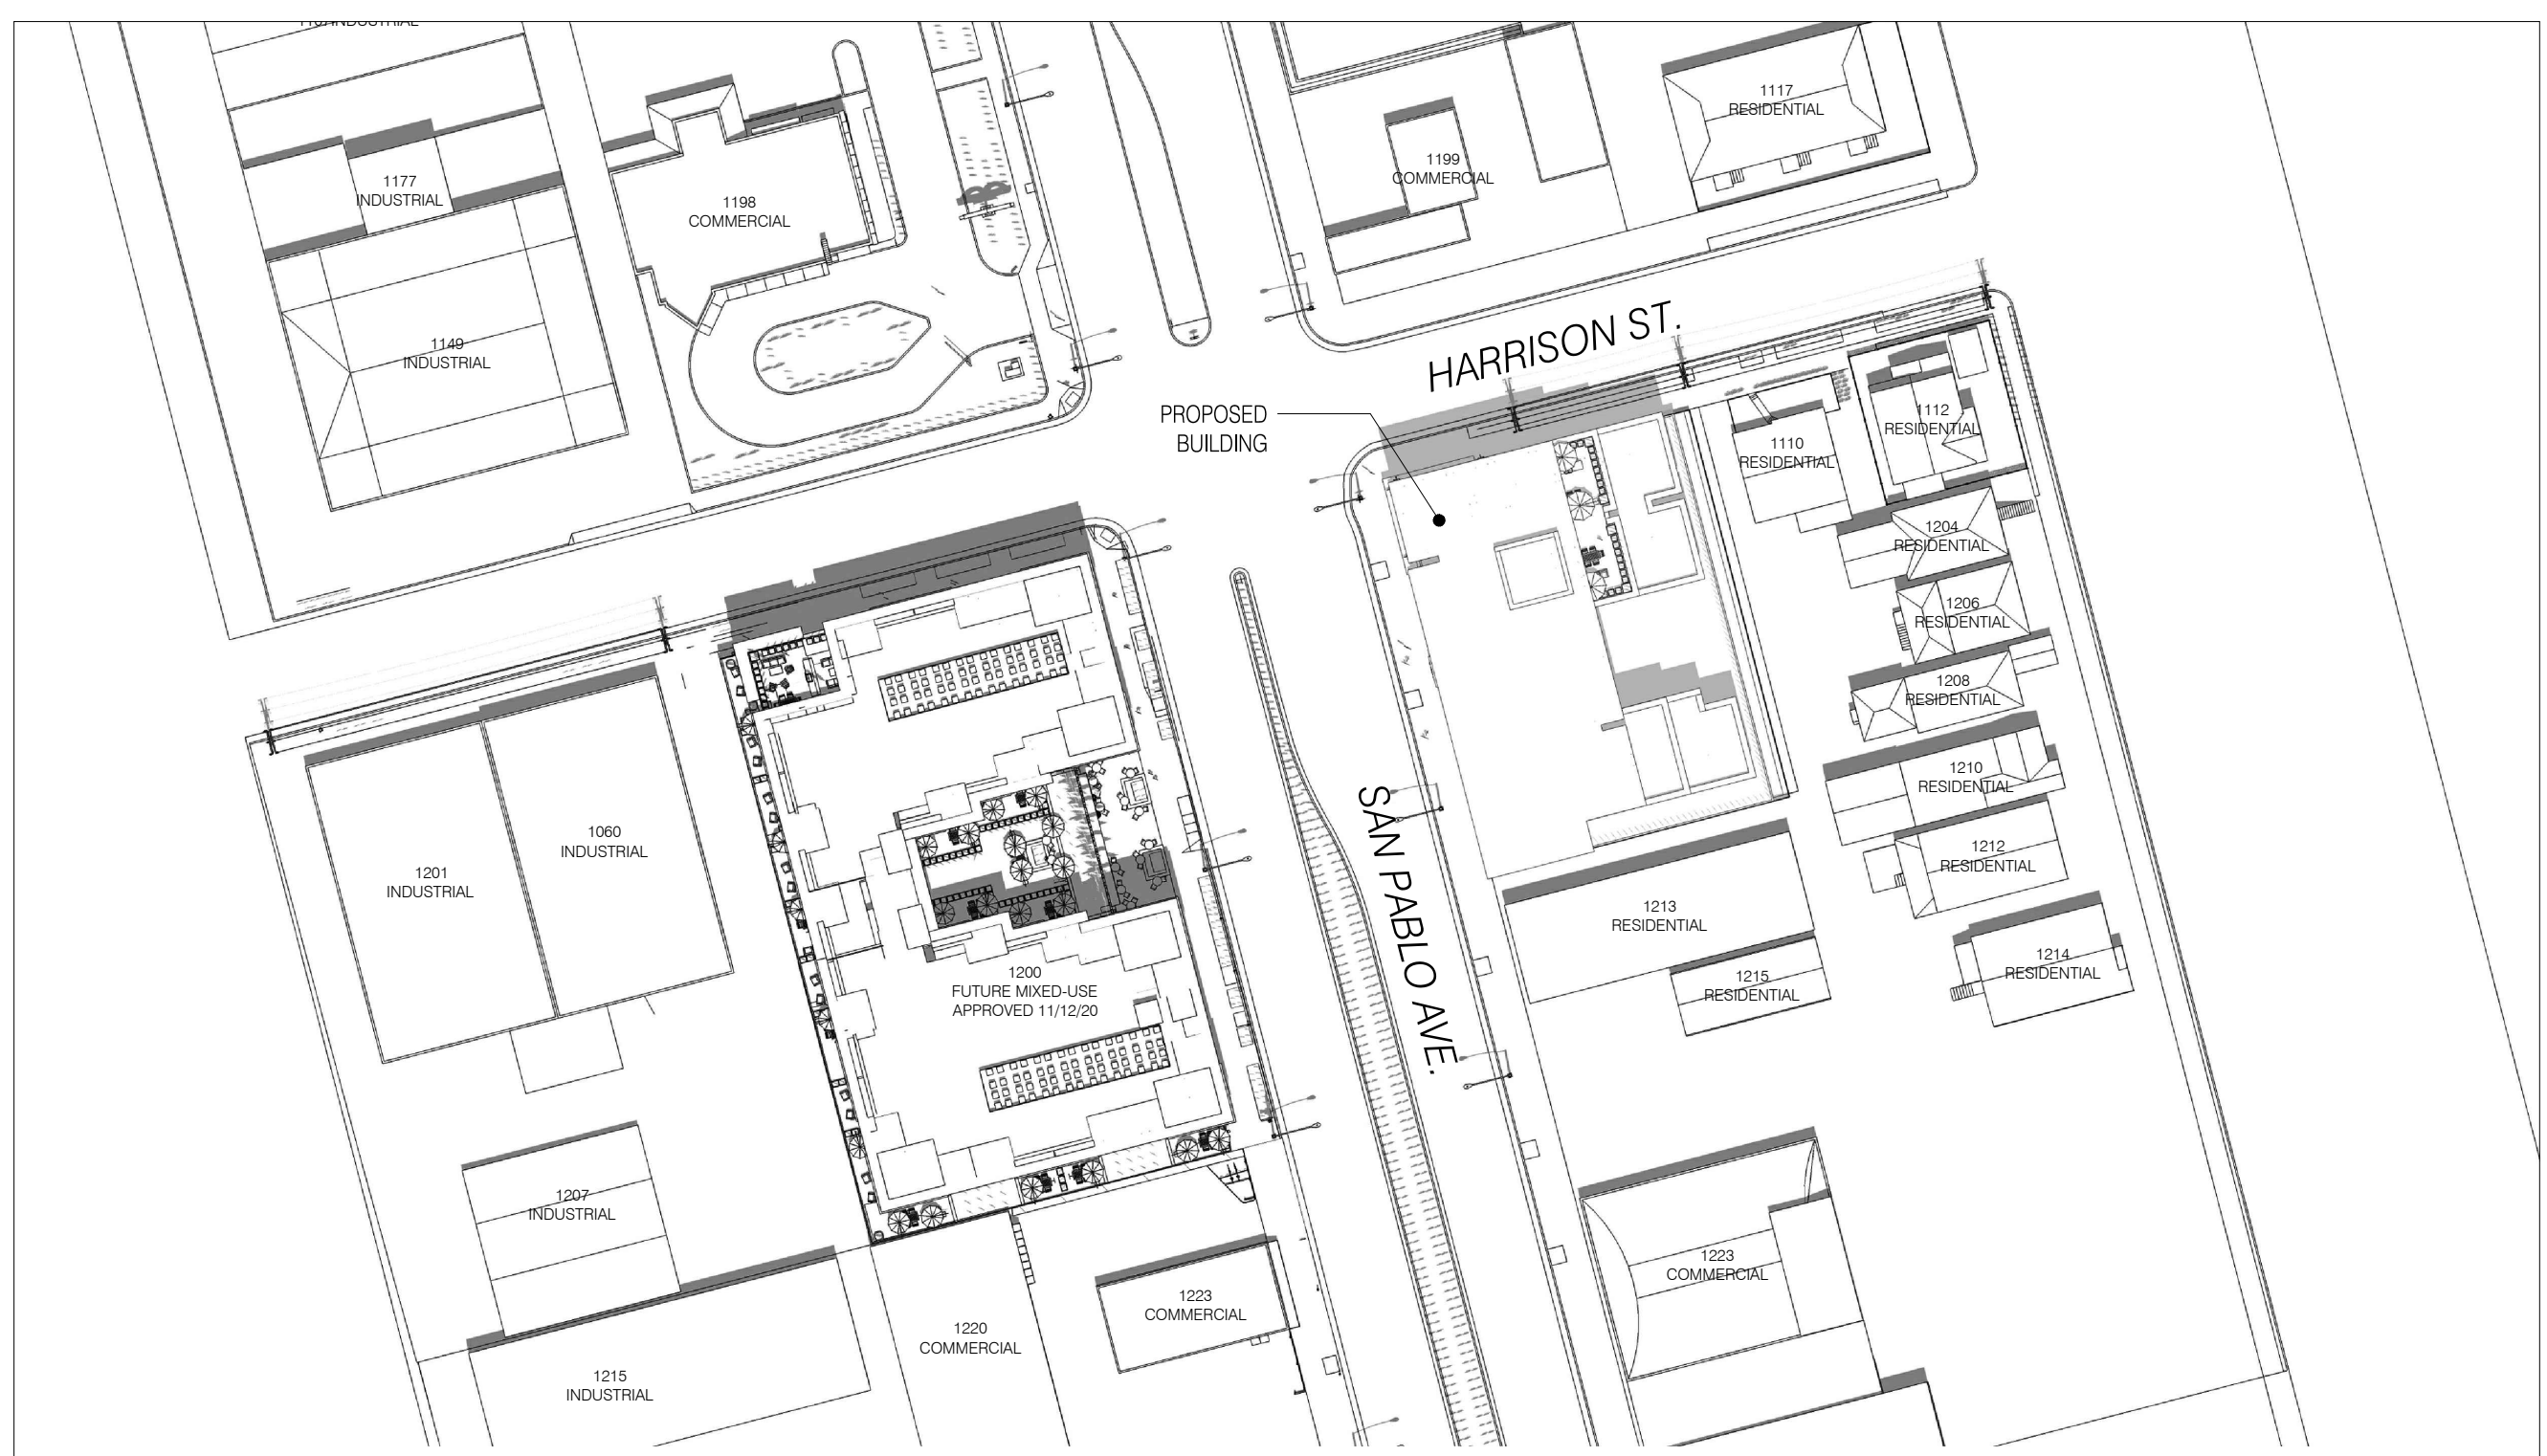 1177
INDUSTRIAL
1198
COMMERCIAL
1199
COMMERCIAL
1117
RESIDENTIAL
1149
INDUSTRIAL
HARRISON ST.
PROPOSED
BUILDING
1110
RESIDENTIAL
1112
RESIDENTIAL
1204
RESIDENTIAL
1206
RESIDENTIAL
1208
RESIDENTIAL
1210
RESIDENTIAL
1212
RESIDENTIAL
1214
RESIDENTIAL
1201
INDUSTRIAL
1060
INDUSTRIAL
SAN PABLO AVE.
1213
RESIDENTIAL
1215
RESIDENTIAL
1200
FUTURE MIXED-USE
APPROVED 11/12/20
1207
INDUSTRIAL
1215
INDUSTRIAL
1220
COMMERCIAL
1223
COMMERCIAL
1223
COMMERCIAL